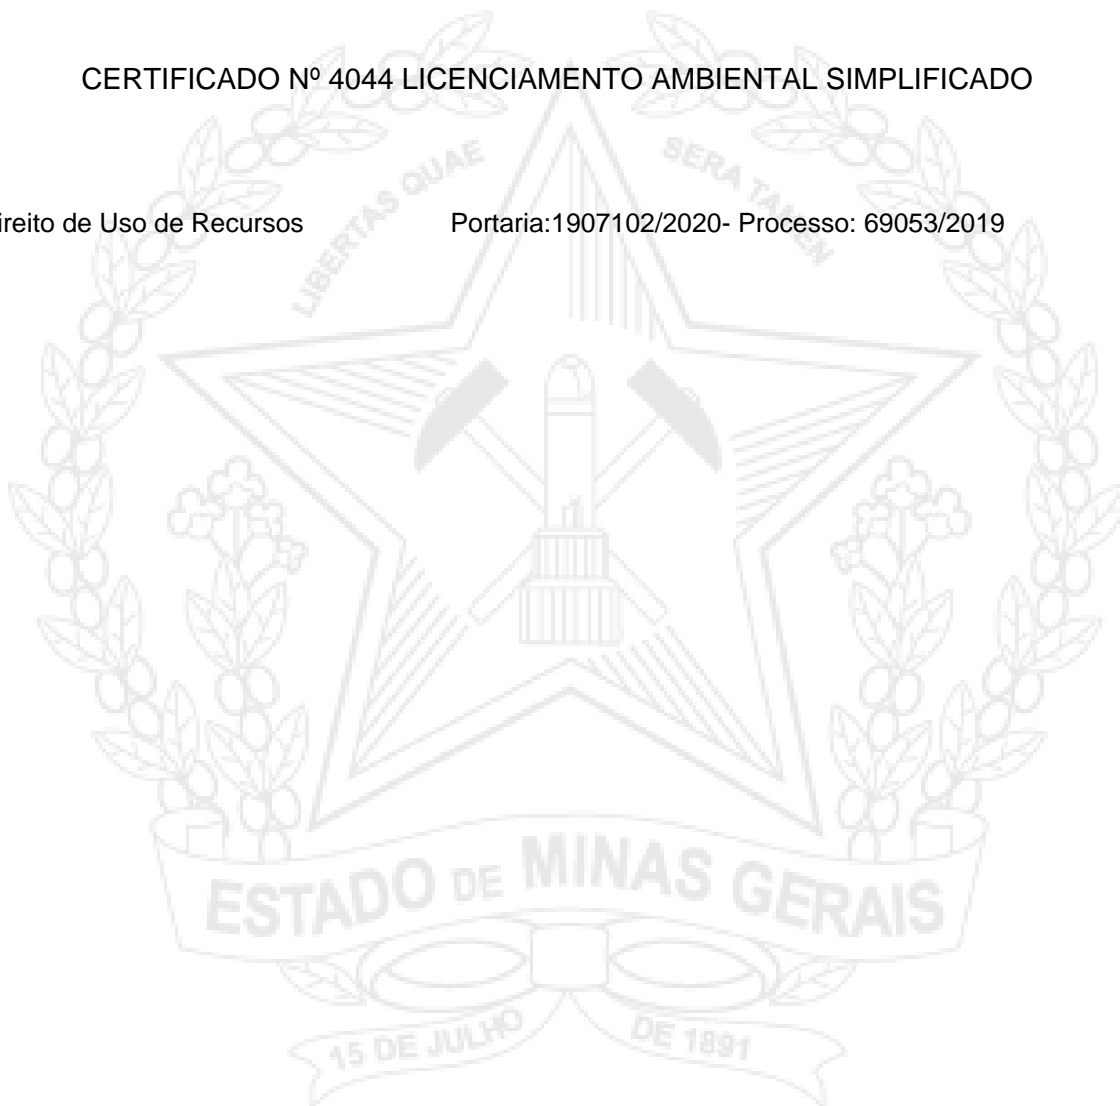 CERTIFICADO Nº 4044 LICENCIAMENTO AMBIENTAL SIMPLIFICADO
ireito de Uso de Recursos Portaria:1907102/2020- Processo: 69053/2019
LIBERTAS QUAE SERA TAMEN
ESTADO DE MINAS GERAIS
15 DE JULHO DE 1891